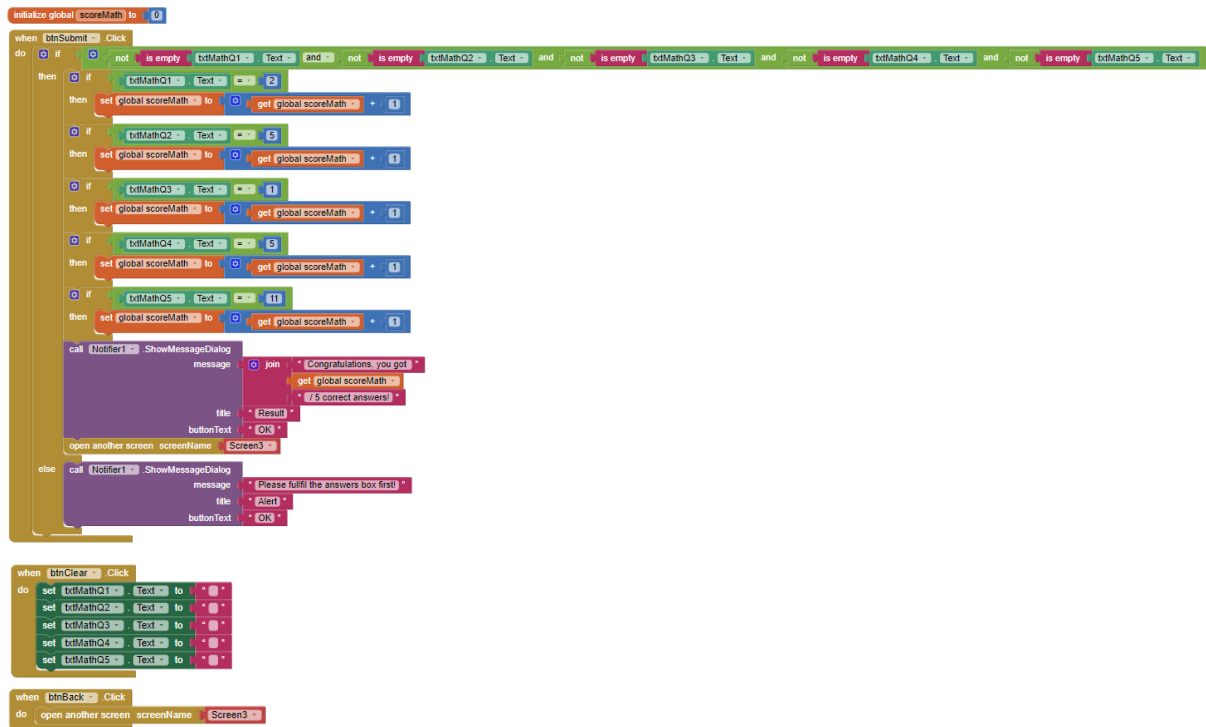 initialize global scoreMath to 0
when btnSubmit .Click
do if not is empty txtMathQ1 . Text and not is empty txtMathQ2 . Text and not is empty txtMathQ3 . Text and not is empty txtMathQ4 . Text and not is empty txtMathQ5 . Text
then if txtMathQ1 . Text = 2
then set global scoreMath to get global scoreMath + 1
if txtMathQ2 . Text = 5
then set global scoreMath to get global scoreMath + 1
if txtMathQ3 . Text = 1
then set global scoreMath to get global scoreMath + 1
if txtMathQ4 . Text = 5
then set global scoreMath to get global scoreMath + 1
if txtMathQ5 . Text = 11
then set global scoreMath to get global scoreMath + 1
call Notifier1 .ShowMessageDialog
message join " Congratulations, you got "
get global scoreMath
" / 5 correct answers! "
title " Result "
buttonText " OK "
open another screen screenName Screen3
else call Notifier1 .ShowMessageDialog
message " Please fullfil the answers box first! "
title " Alert "
buttonText " OK "
when btnClear .Click
do set txtMathQ1 . Text to " "
set txtMathQ2 . Text to " "
set txtMathQ3 . Text to " "
set txtMathQ4 . Text to " "
set txtMathQ5 . Text to " "
when btnBack .Click
do open another screen screenName Screen3